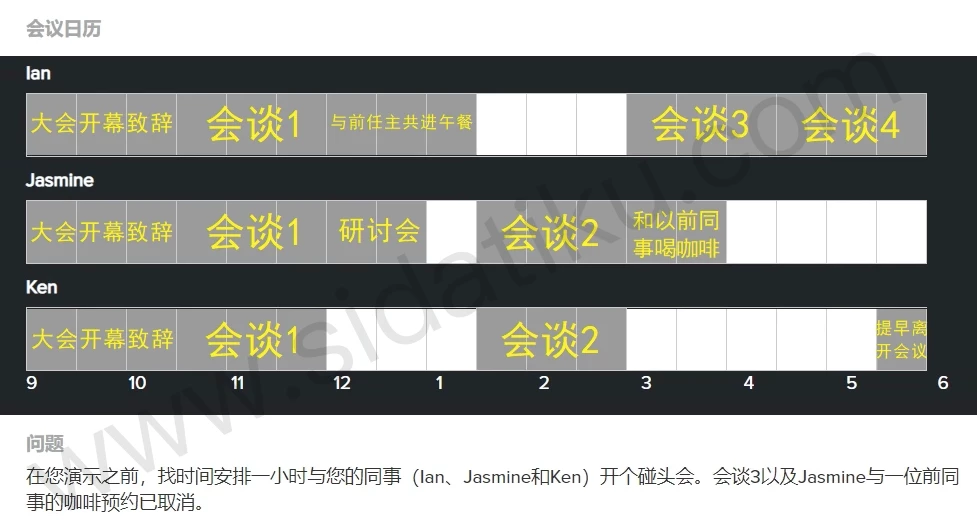 会议日历
Ian
大会开幕致辞 会谈1 与前任主共进午餐 会谈3 会谈4
Jasmine
大会开幕致辞 会谈1 研讨会 会谈2 和以前同
事喝咖啡
Ken
大会开幕致辞 会谈1 会谈2 提早离
开会议
9 10 11 12 1 2 3 4 5 6
问题
在您演示之前，找时间安排一小时与您的同事（Ian、Jasmine和Ken）开个碰头会。会谈3以及Jasmine与一位前同
事的咖啡预约已取消。
www.sidatiku.com